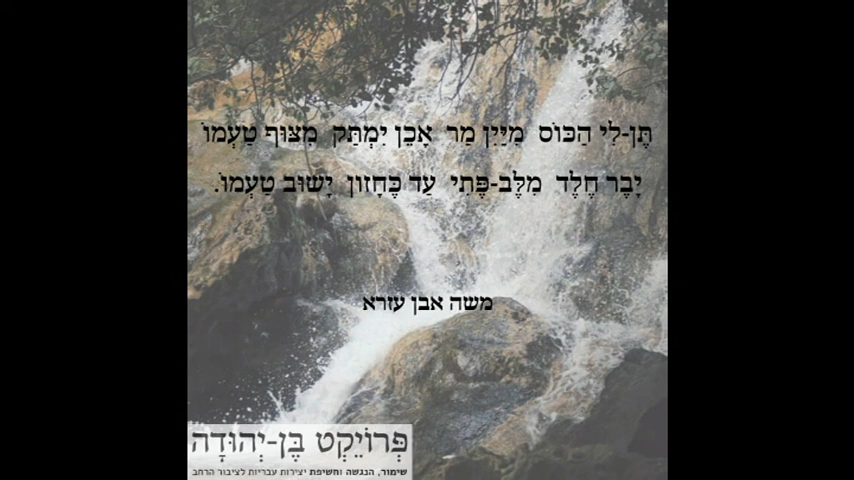 תֶּן-לִי הַכּוֹס מִיַּיִן מַר אָכֵן יִמְתַּק מִצּוּף טַעְמוֹ
יָבֶר חֶלֶד מִלֶּב-פֶּתִי עַד כֶּחָזוֹן יָשׁוּב טַעְמוֹ.
משה אבן עזרא
פְּרוֹיֵקְט בֶּן-יְהוּדָה
שימור, הנגשה וחשיפת יצירות עבריות לציבור הרחב